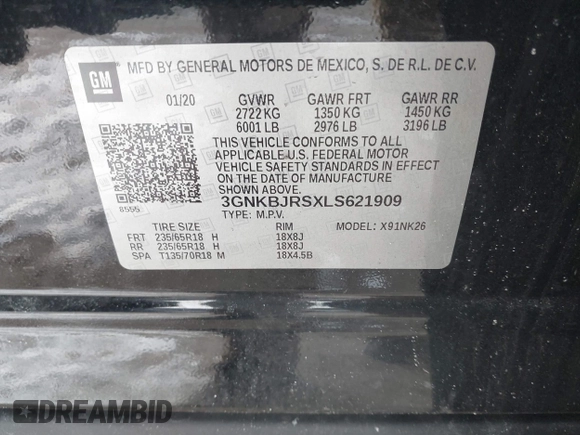 GM
MFD BY GENERAL MOTORS DE MEXICO, S. DE R.L. DE C.V.
01/20 GVWR GAWR FRT GAWR RR
2722 KG 1350 KG 1450 KG
6001 LB 2976 LB 3196 LB
THIS VEHICLE CONFORMS TO ALL
APPLICABLE U.S. FEDERAL MOTOR
VEHICLE SAFETY STANDARDS IN EFFECT
ON THE DATE OF MANUFACTURE
SHOWN ABOVE.
8555 3GNKBJRSXLS621909
TYPE: M.P.V.
TIRE SIZE RIM MODEL: X91NK26
FRT 235/65R18 H 18X8J
RR 235/65R18 H 18X8J
SPA T135/70R18 M 18X4.5B
DREAMBID